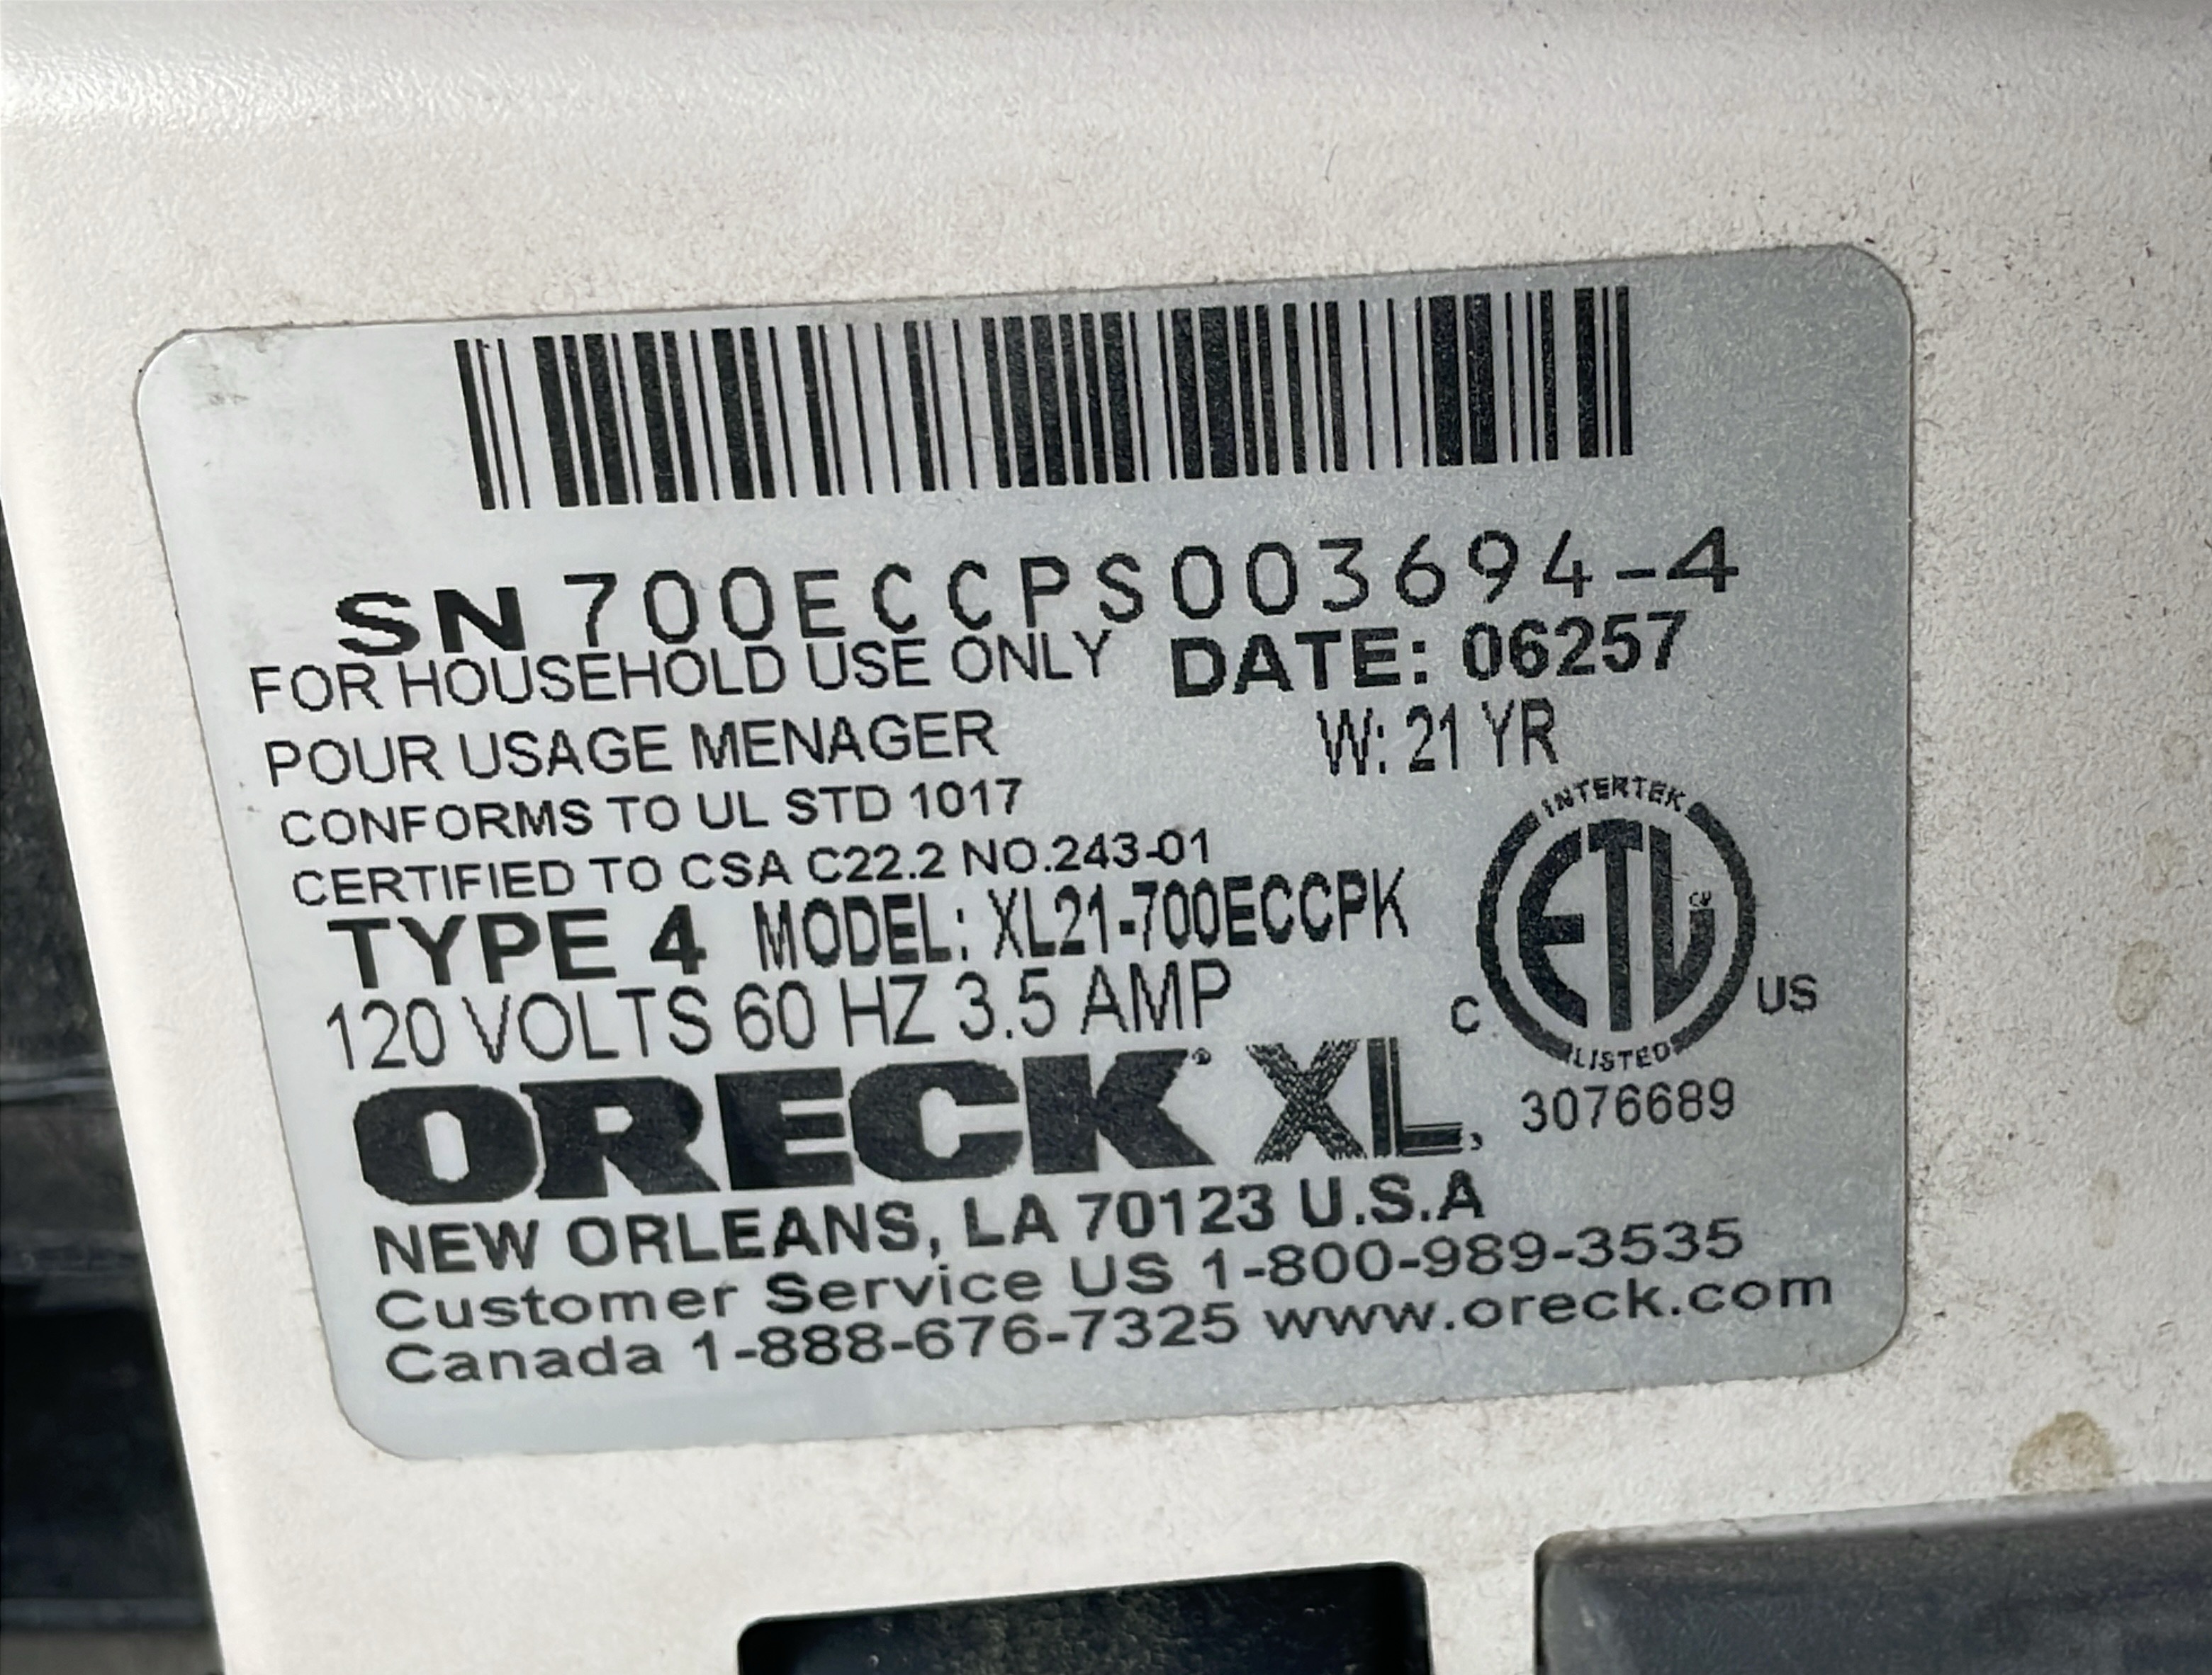 SN 700ECCPS003694-4
FOR HOUSEHOLD USE ONLY DATE: 06257
POUR USAGE MENAGER W: 21 YR
CONFORMS TO UL STD 1017
CERTIFIED TO CSA C22.2 NO.243-01
TYPE 4 MODEL: XL21-700ECCPK
120 VOLTS 60 HZ 3.5 AMP
INTERTEK
ETL
C US
LISTED
3076689
ORECK® XL,
NEW ORLEANS, LA 70123 U.S.A
Customer Service US 1-800-989-3535
Canada 1-888-676-7325 www.oreck.com